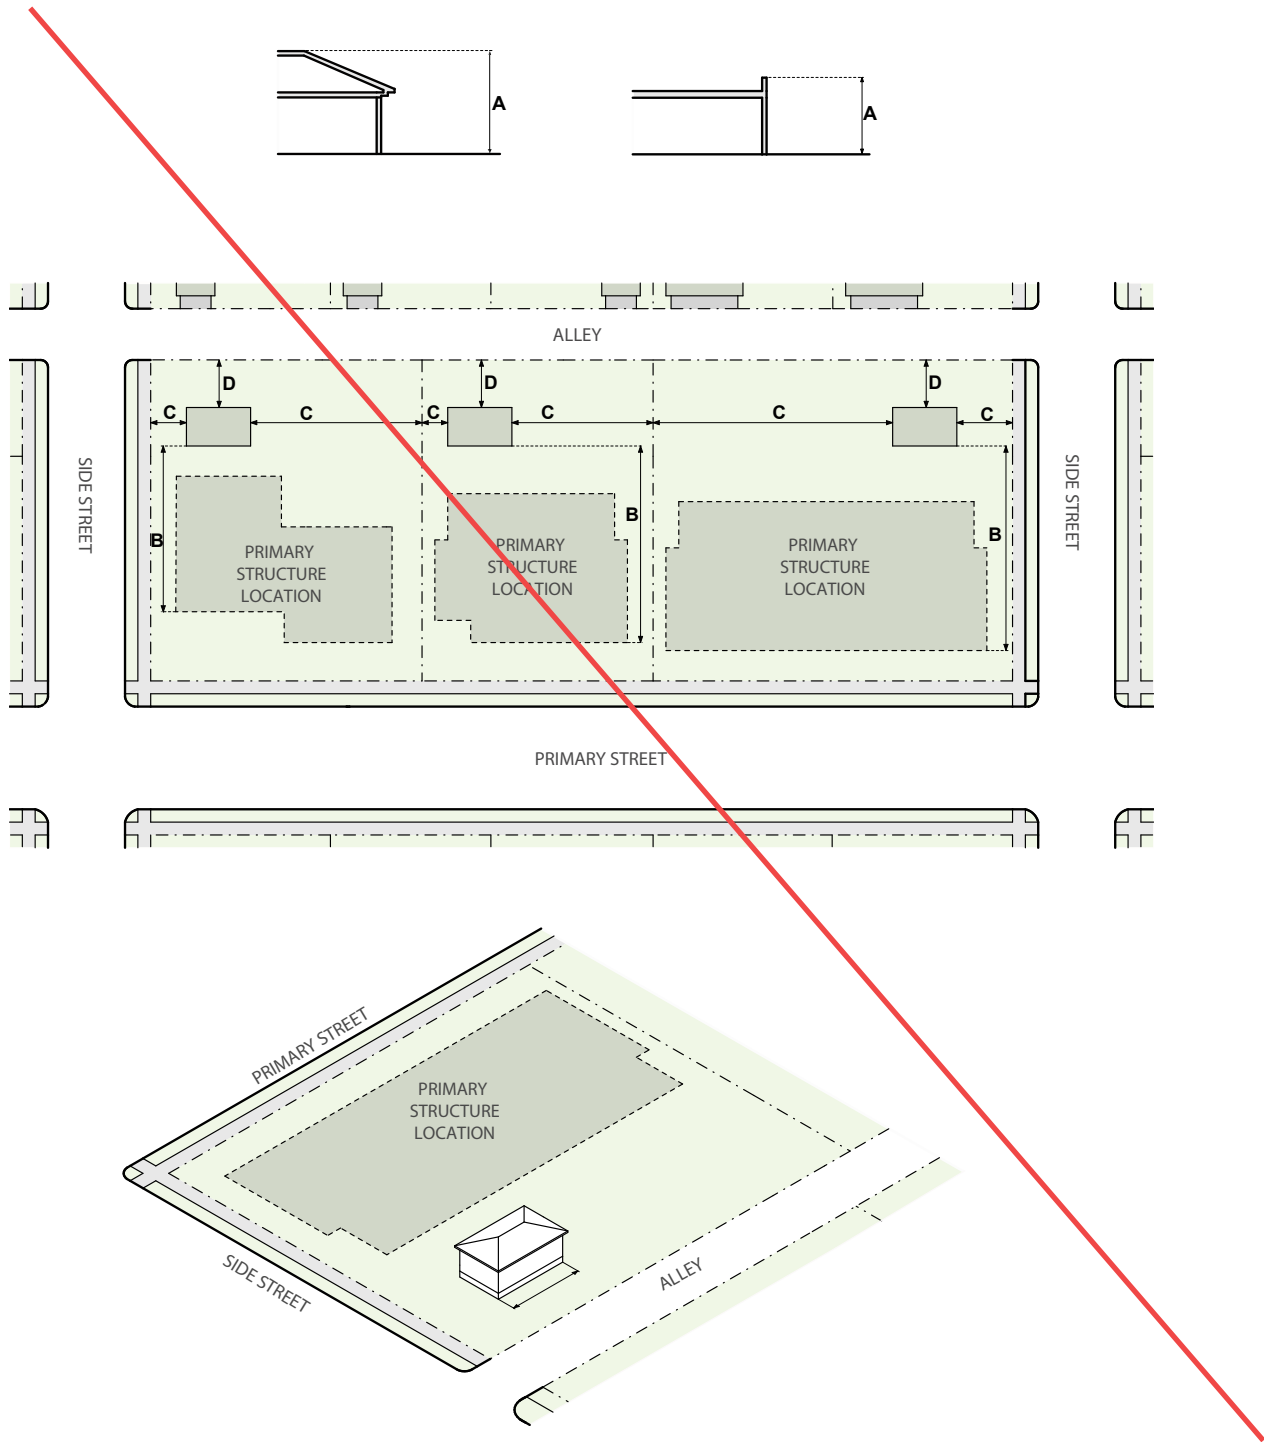 A
A
ALLEY
D
D
D
C
C
C
C
C
C
SIDE STREET
SIDE STREET
B
B
B
PRIMARY
STRUCTURE
LOCATION
PRIMARY
STRUCTURE
LOCATION
PRIMARY
STRUCTURE
LOCATION
PRIMARY STREET
PRIMARY STREET
PRIMARY
STRUCTURE
LOCATION
SIDE STREET
ALLEY